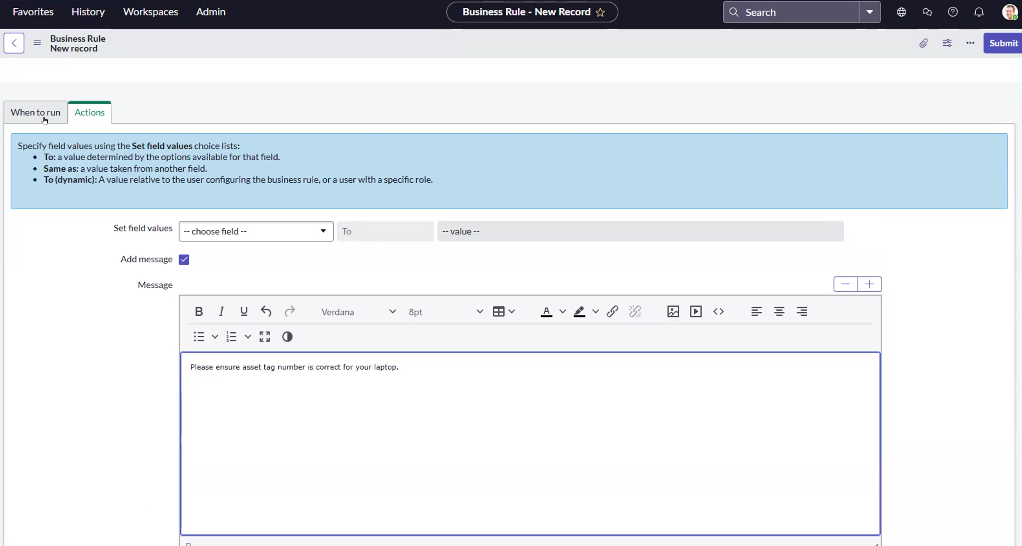 Favorites History Workspaces Admin Business Rule - New Record Search
Business Rule
New record
Submit
When to run Actions
Specify field values using the Set field values choice lists:
• To: a value determined by the options available for that field.
• Same as: a value taken from another field.
• To (dynamic): A value relative to the user configuring the business rule, or a user with a specific role.
Set field values -- choose field -- To -- value --
Add message
Message
B I U Verdana 8pt A
Please ensure asset tag number is correct for your laptop.